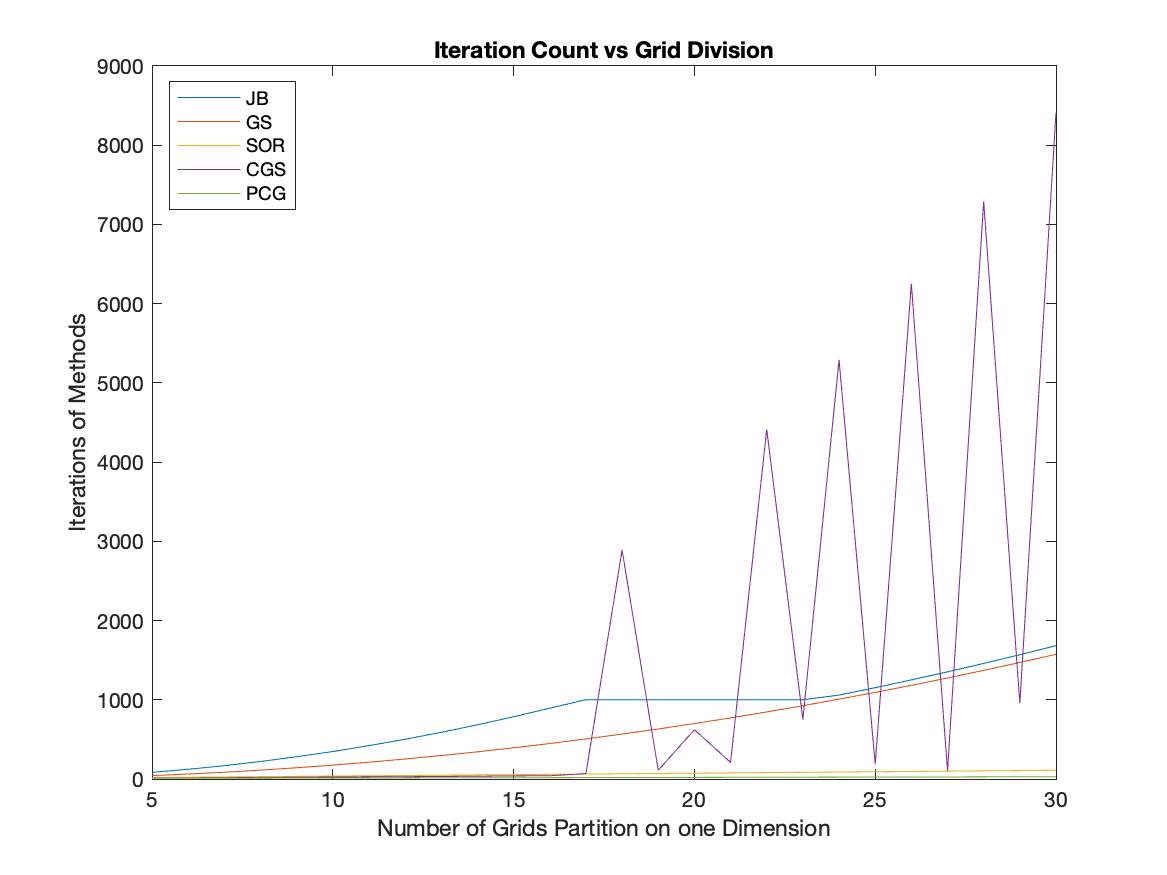 Iteration Count vs Grid Division
9000
8000
7000
6000
5000
4000
3000
2000
1000
0
Iterations of Methods
JB
GS
SOR
CGS
PCG
5
10
15
20
25
30
Number of Grids Partition on one Dimension